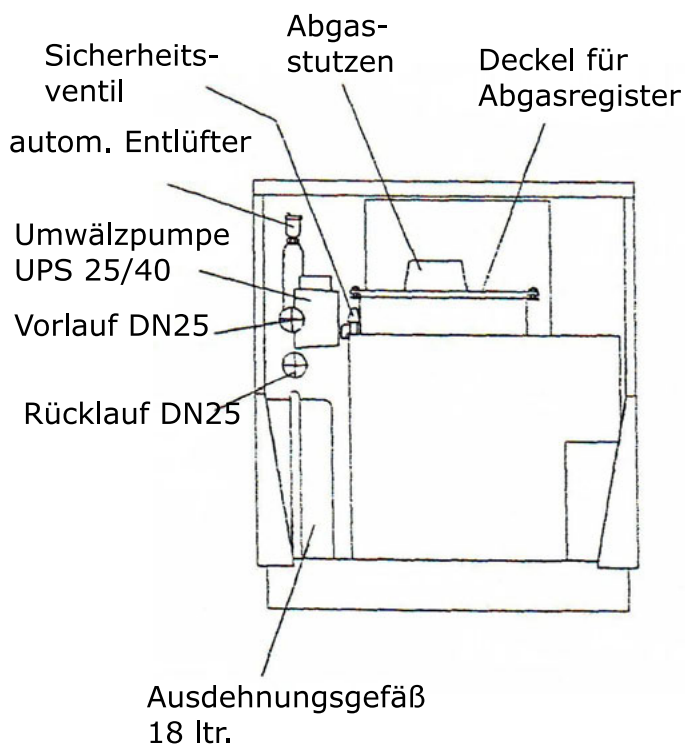 Abgas-
stutzen
Sicherheits-
ventil
Deckel für
Abgasregister
autom. Entlüfter
Umwälzpumpe
UPS 25/40
Vorlauf DN25
Rücklauf DN25
Ausdehnungsgefäß
18 ltr.